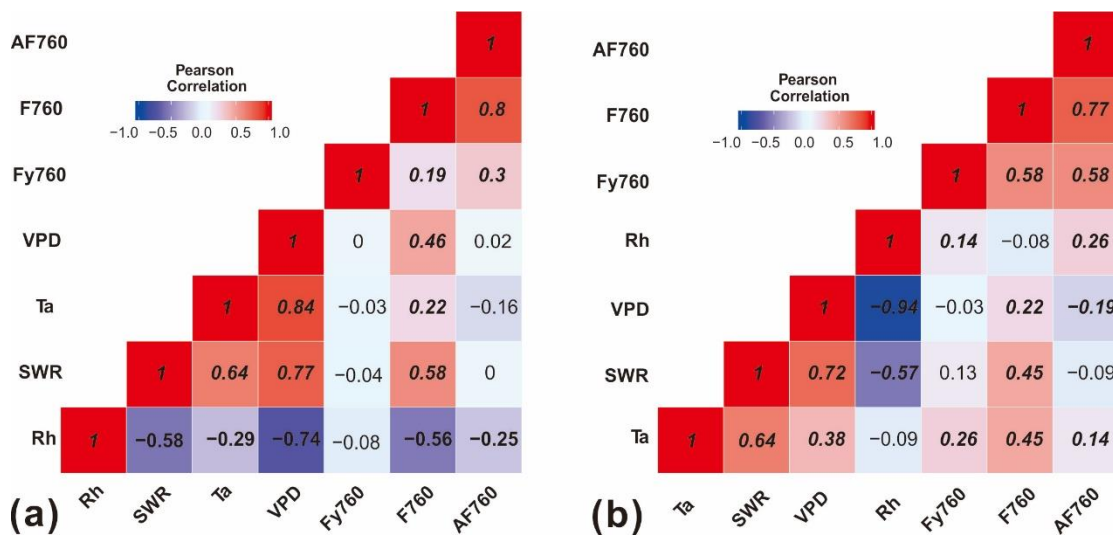 AF760
1
Pearson
Correlation
-1.0 -0.5 0.0 0.5 1.0
F760
1 0.8
Fy760
1 0.19 0.3
VPD
1 0 0.46 0.02
Ta
1 0.84 −0.03 0.22 −0.16
SWR
1 0.64 0.77 −0.04 0.58 0
Rh
1 −0.58 −0.29 −0.74 −0.08 −0.56 −0.25
(a)
Rh SWR Ta VPD Fy760 F760 AF760
AF760
1
Pearson
Correlation
-1.0 -0.5 0.0 0.5 1.0
F760
1 0.77
Fy760
1 0.58 0.58
Rh
1 0.14 −0.08 0.26
VPD
1 −0.94 −0.03 0.22 −0.19
SWR
1 0.72 −0.57 0.13 0.45 −0.09
Ta
1 0.64 0.38 −0.09 0.26 0.45 0.14
(b)
Ta SWR VPD Rh Fy760 F760 AF760